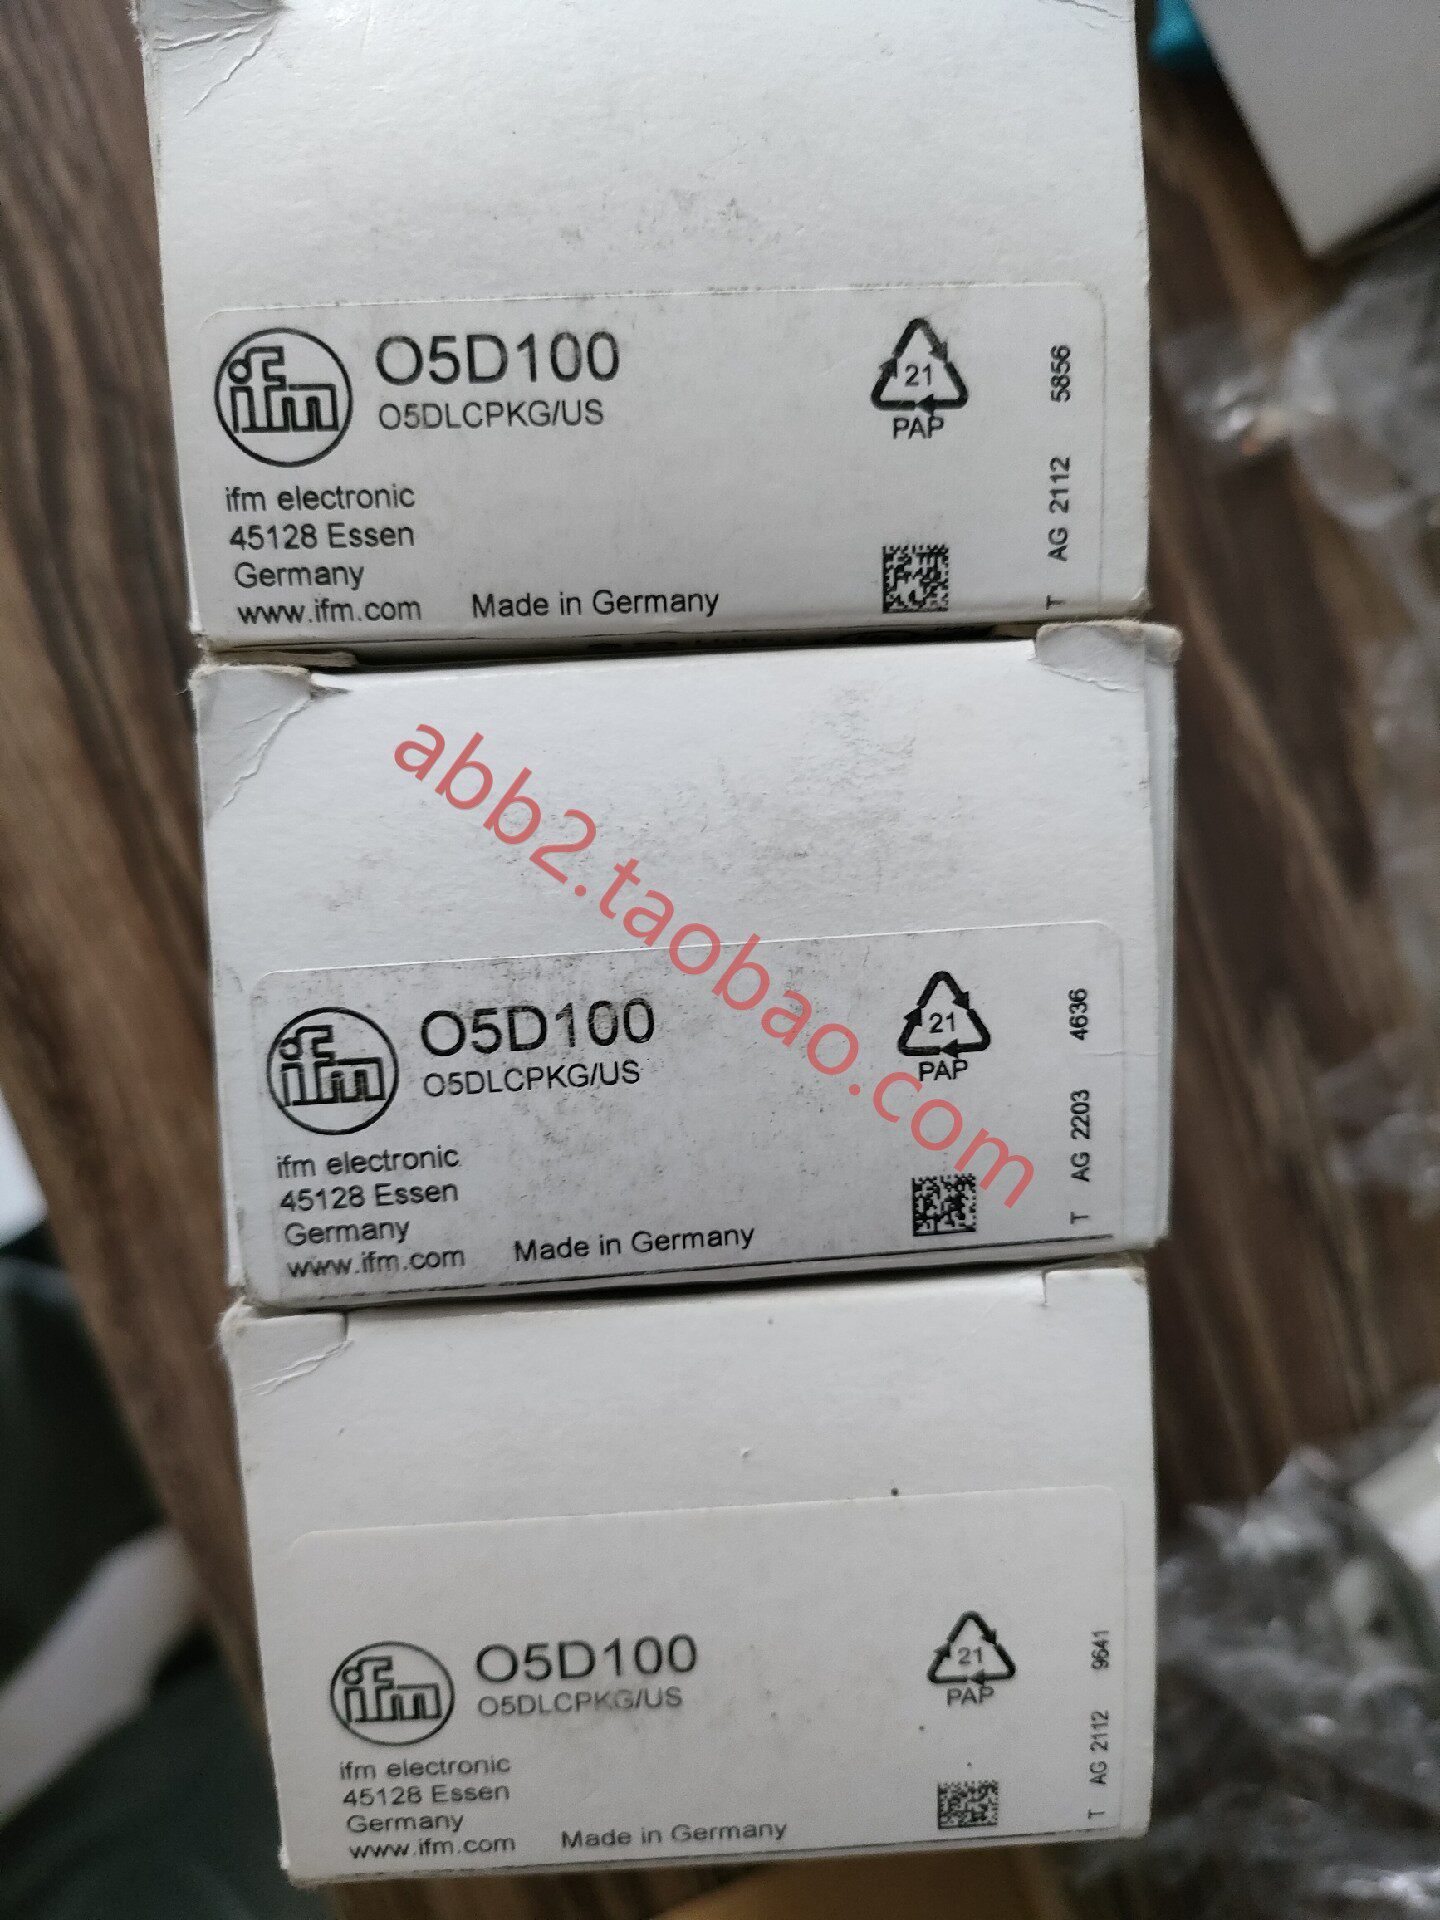 ifm
O5D100
O5DLCPKG/US
21
PAP
ifm electronic
45128 Essen
Germany
www.ifm.com
Made in Germany
T AG 2112 5856
abb2.taobao.com
ifm
O5D100
O5DLCPKG/US
21
PAP
ifm electronic
45128 Essen
Germany
www.ifm.com
Made in Germany
T AG 2203 4636
ifm
O5D100
O5DLCPKG/US
21
PAP
ifm electronic
45128 Essen
Germany
www.ifm.com
Made in Germany
T AG 2112 9641